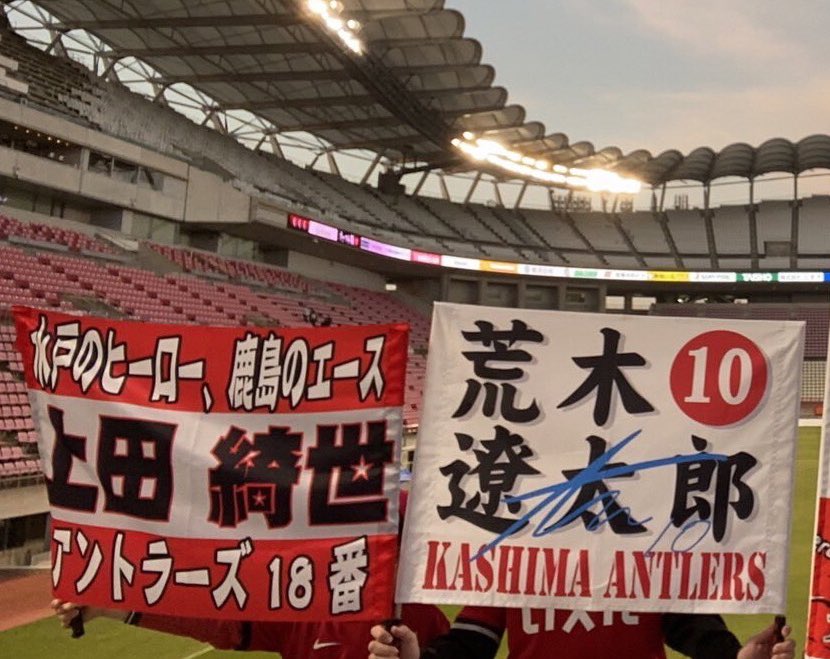 水戸のヒーロー、鹿島のエース
上田 綺世
アントラーズ18番
荒木 10
遼太郎
KASHIMA ANTLERS
LIXIL